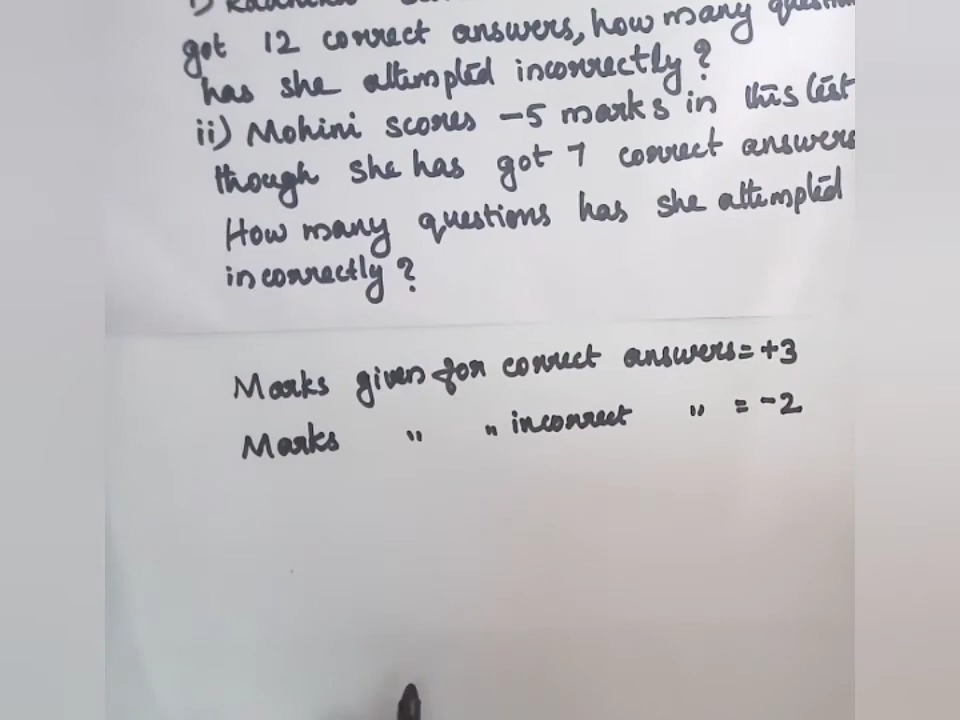 i)
got 12 correct answers, how many
has she attempted incorrectly?
ii) Mohini scores -5 marks in this test
though she has got 7 correct answers
How many questions has she attempted
incorrectly?
Marks given for correct answers = +3
Marks " " incorrect " = -2